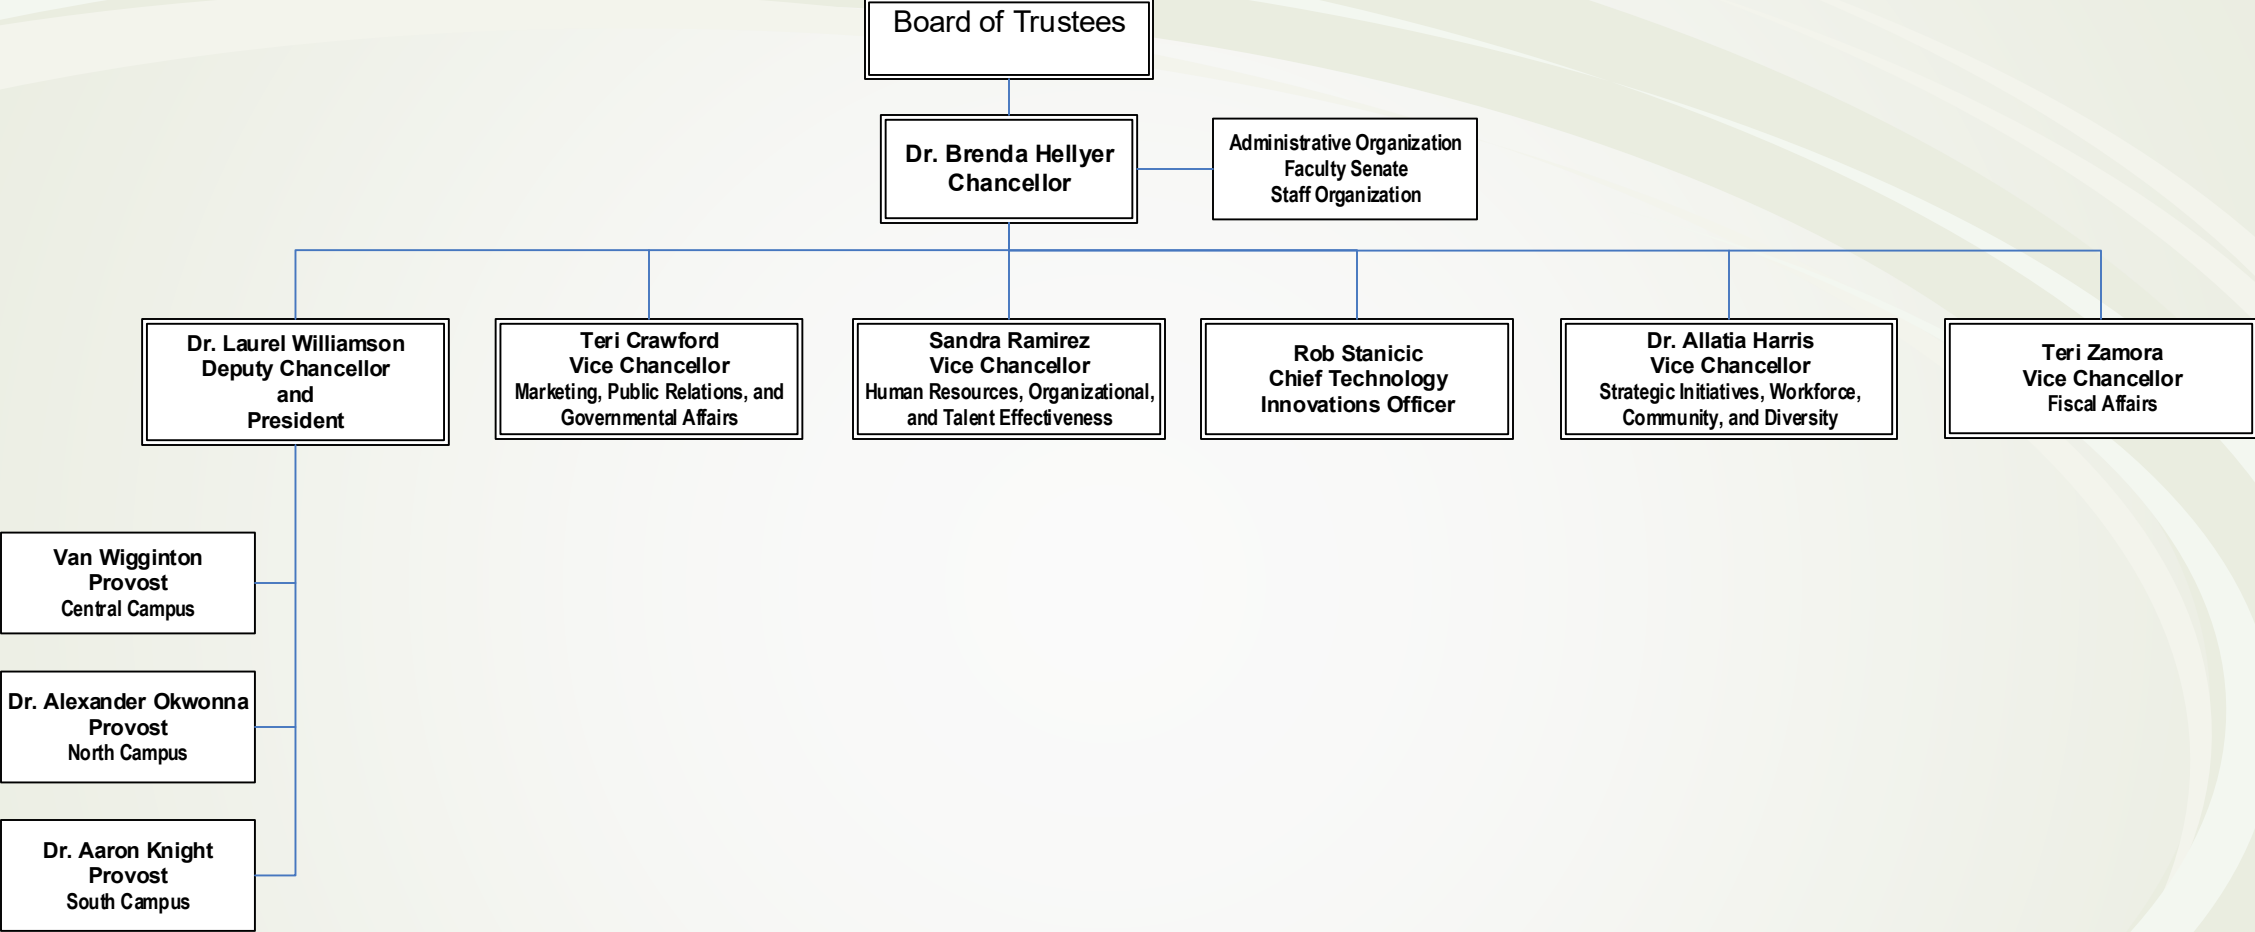 Board of Trustees
Dr. Brenda Hellyer
Chancellor
Administrative Organization
Faculty Senate
Staff Organization
Dr. Laurel Williamson
Deputy Chancellor
and
President
Teri Crawford
Vice Chancellor
Marketing, Public Relations, and
Governmental Affairs
Sandra Ramirez
Vice Chancellor
Human Resources, Organizational,
and Talent Effectiveness
Rob Stanicic
Chief Technology
Innovations Officer
Dr. Allatia Harris
Vice Chancellor
Strategic Initiatives, Workforce,
Community, and Diversity
Teri Zamora
Vice Chancellor
Fiscal Affairs
Van Wigginton
Provost
Central Campus
Dr. Alexander Okwonna
Provost
North Campus
Dr. Aaron Knight
Provost
South Campus